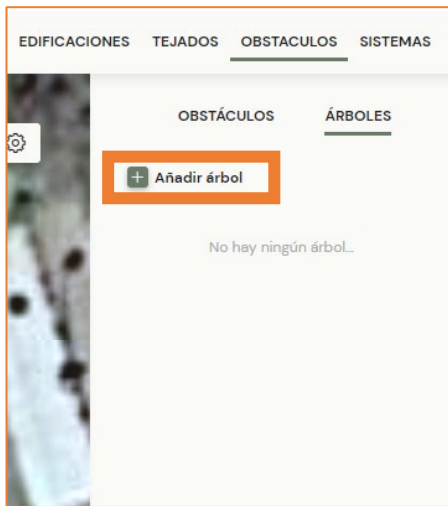 EDIFICACIONES TEJADOS OBSTACULOS SISTEMAS
OBSTÁCULOS ÁRBOLES
Añadir árbol
No hay ningún árbol...